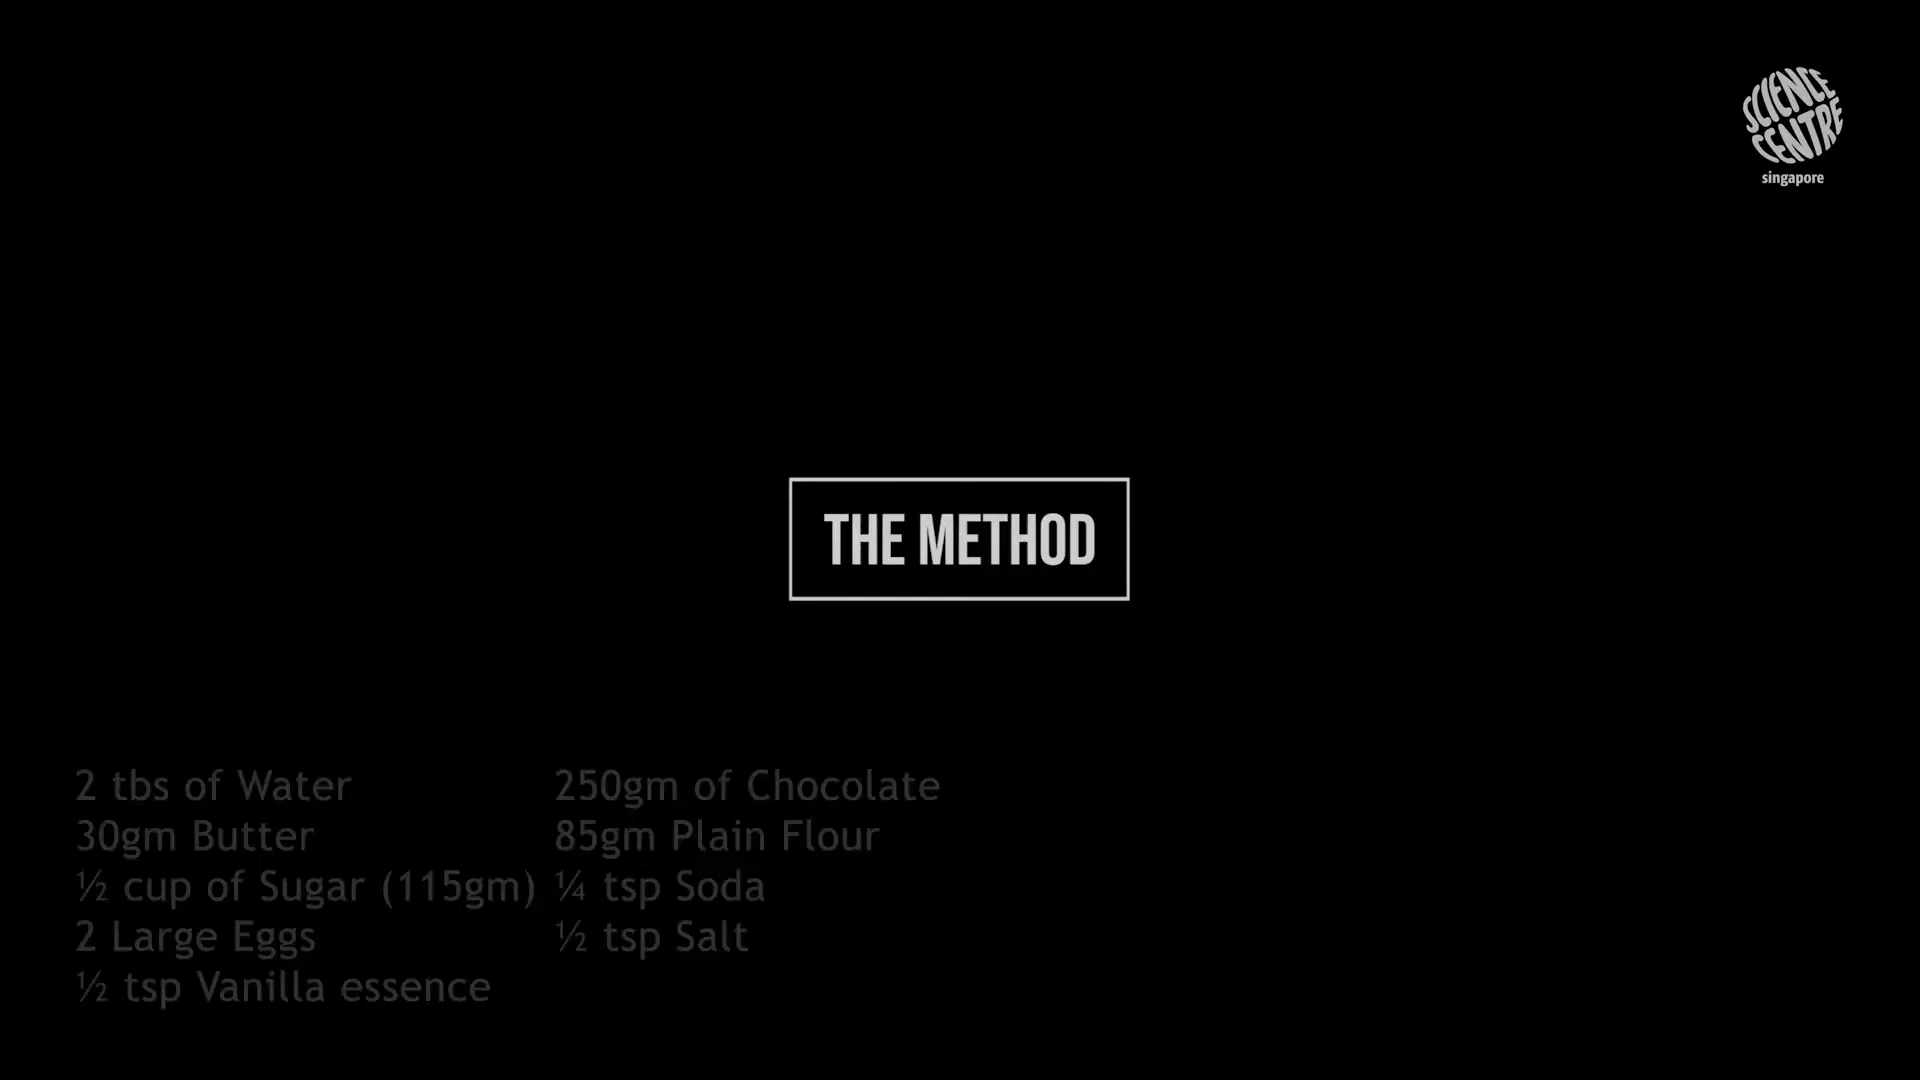 SCIENCE
CENTRE
singapore
THE METHOD
2 tbs of Water
30gm Butter
½ cup of Sugar (115gm)
2 Large Eggs
½ tsp Vanilla essence
250gm of Chocolate
85gm Plain Flour
¼ tsp Soda
½ tsp Salt